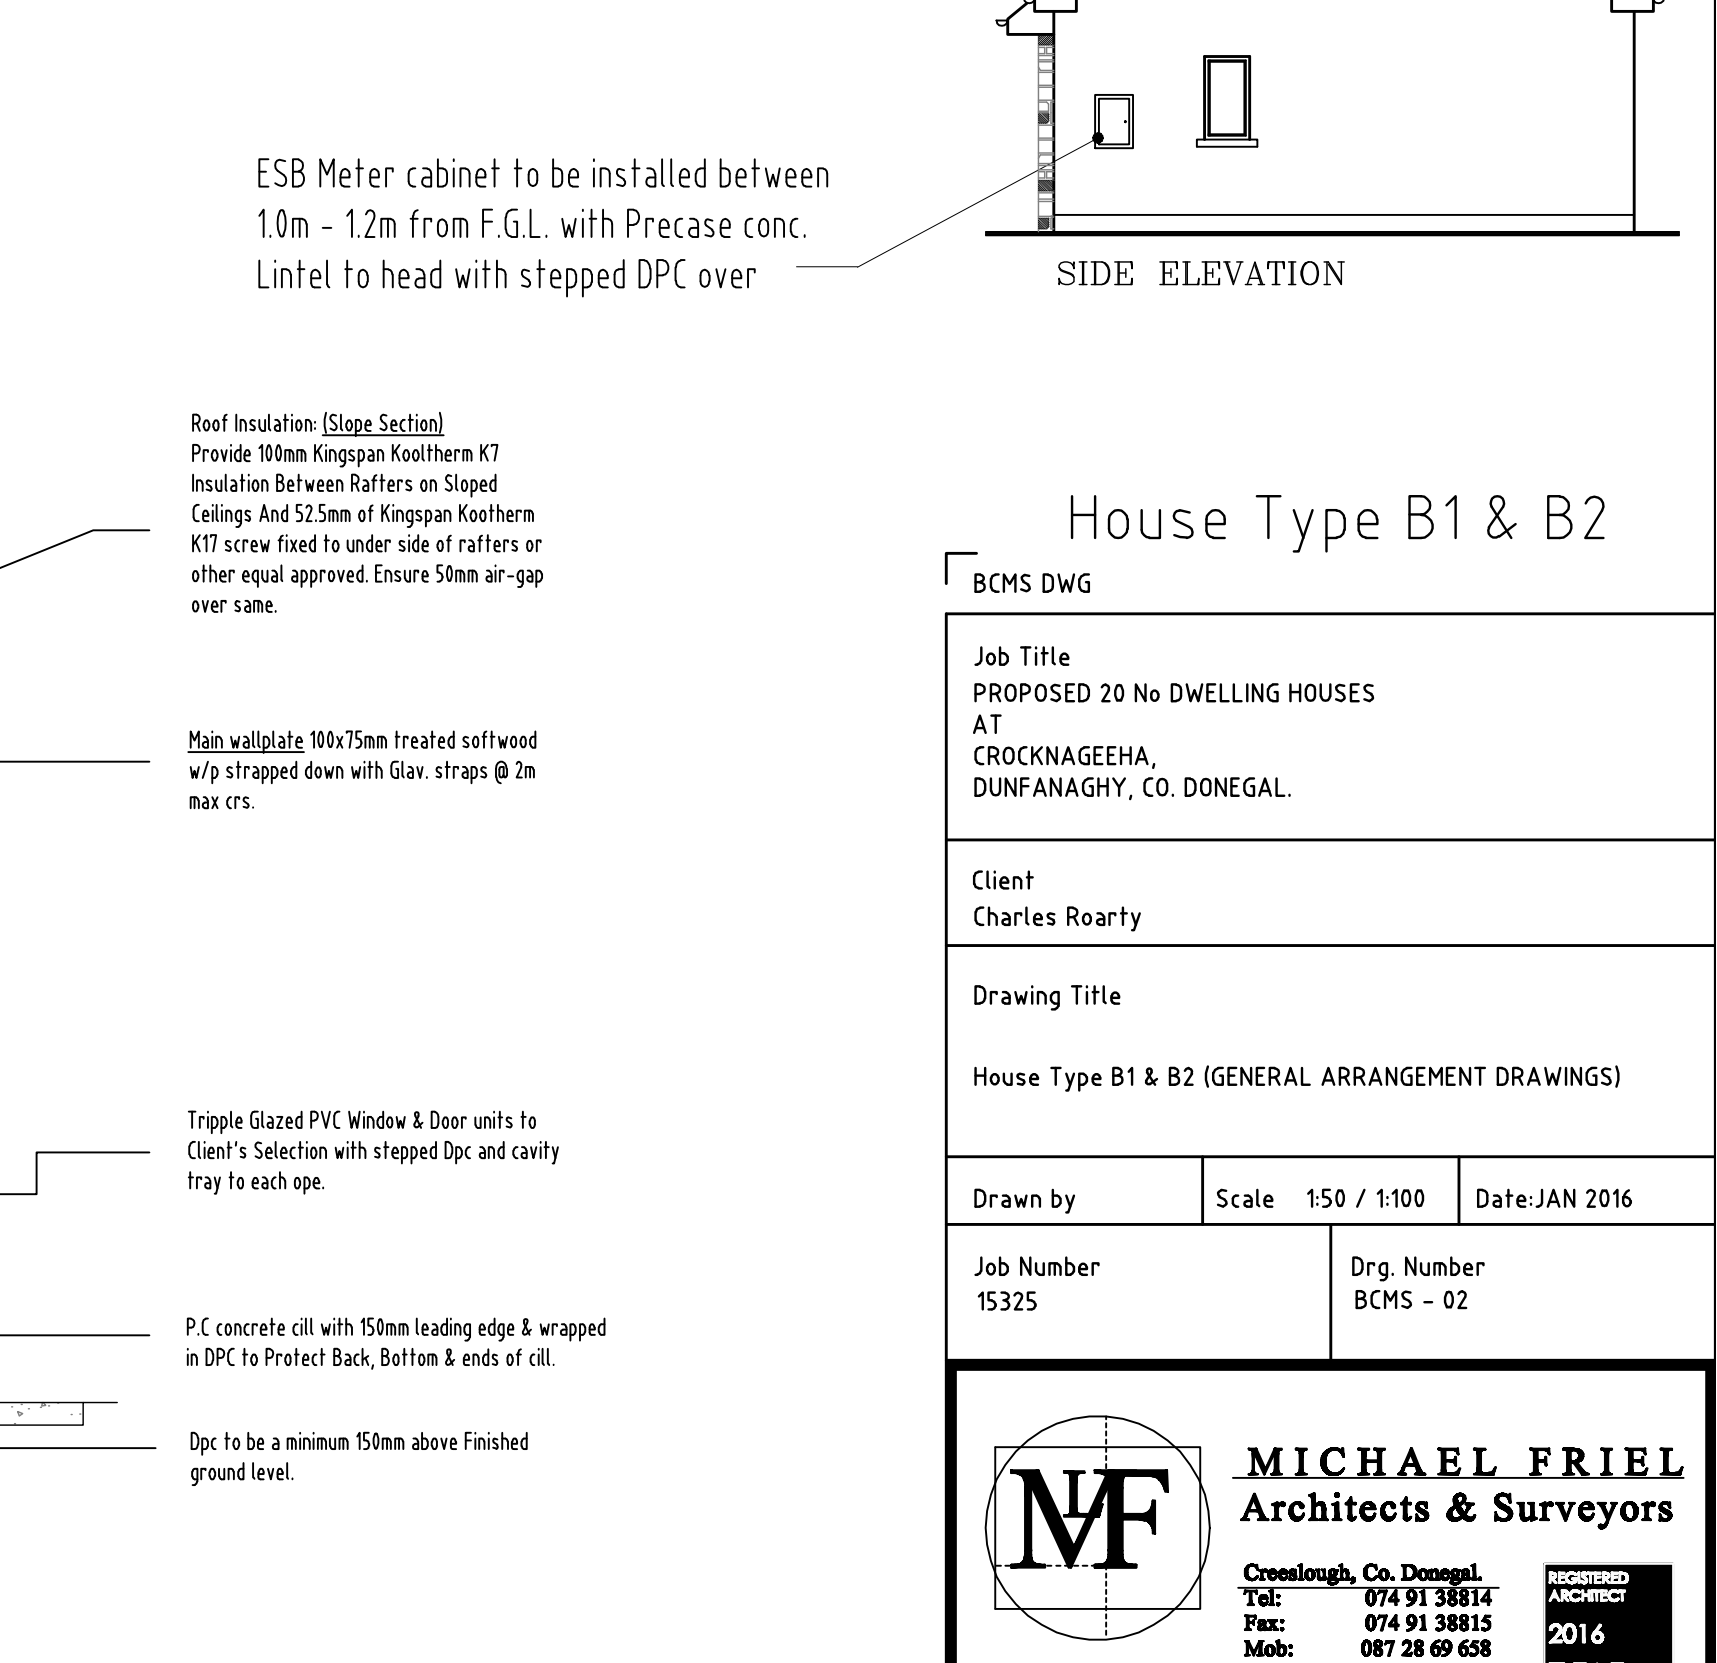 ESB Meter cabinet to be installed between
1.0m - 1.2m from F.G.L. with Precase conc.
Lintel to head with stepped DPC over
SIDE ELEVATION
Roof Insulation: (Slope Section)
Provide 100mm Kingspan Kooltherm K7
Insulation Between Rafters on Sloped
Ceilings And 52.5mm of Kingspan Kootherm
K17 screw fixed to under side of rafters or
other equal approved. Ensure 50mm air-gap
over same.
Main wallplate 100x75mm treated softwood
w/p strapped down with Glav. straps @ 2m
max crs.
Tripple Glazed PVC Window & Door units to
Client's Selection with stepped Dpc and cavity
tray to each ope.
P.C concrete cill with 150mm leading edge & wrapped
in DPC to Protect Back, Bottom & ends of cill.
Dpc to be a minimum 150mm above Finished
ground level.
House Type B1 & B2
BCMS DWG
Job Title
PROPOSED 20 No DWELLING HOUSES
AT
CROCKNAGEEHA,
DUNFANAGHY, CO. DONEGAL.
Client
Charles Roarty
Drawing Title
House Type B1 & B2 (GENERAL ARRANGEMENT DRAWINGS)
Drawn by
Scale 1:50 / 1:100
Date:JAN 2016
Job Number
15325
Drg. Number
BCMS - 02
MLF
MICHAEL FRIEL
Architects & Surveyors
Creeslough, Co. Donegal.
Tel: 074 91 38814
Fax: 074 91 38815
Mob: 087 28 69 658
REGISTERED
ARCHITECT
2016